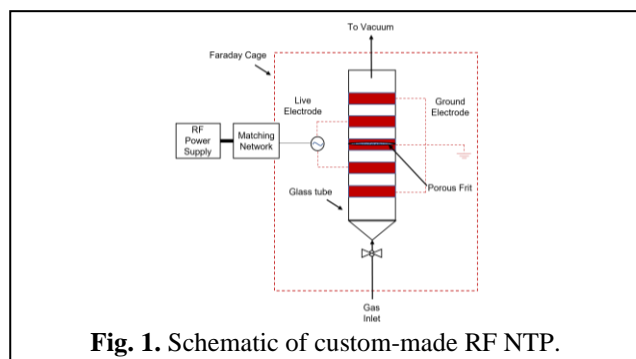 To Vacuum
Faraday Cage
Live
Electrode
Ground
Electrode
RF
Power
Supply
Matching
Network
Porous Frit
Glass tube
Gas
Inlet
Fig. 1. Schematic of custom-made RF NTP.